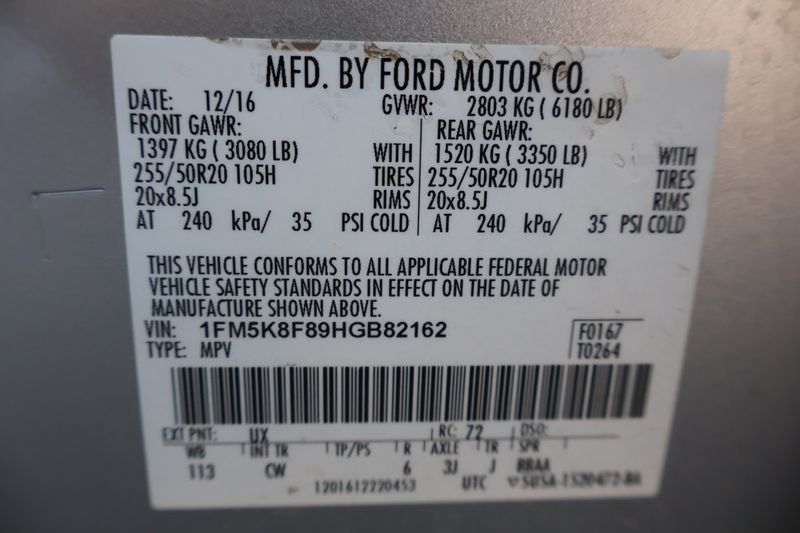 MFD. BY FORD MOTOR CO.
DATE: 12/16 GVWR: 2803 KG ( 6180 LB)
FRONT GAWR: REAR GAWR:
1397 KG ( 3080 LB) WITH 1520 KG ( 3350 LB) WITH
255/50R20 105H TIRES 255/50R20 105H TIRES
20x8.5J RIMS 20x8.5J RIMS
AT 240 kPa/ 35 PSI COLD AT 240 kPa/ 35 PSI COLD
THIS VEHICLE CONFORMS TO ALL APPLICABLE FEDERAL MOTOR
VEHICLE SAFETY STANDARDS IN EFFECT ON THE DATE OF
MANUFACTURE SHOWN ABOVE.
VIN: 1FM5K8F89HGB82162 F0167
TYPE: MPV T0264
EXT PNT: UX RC: 72 DSO:
WB INT TR TP/PS R AXLE TR SPR
113 CW 6 3J J BBAA
1201612220453 UTC